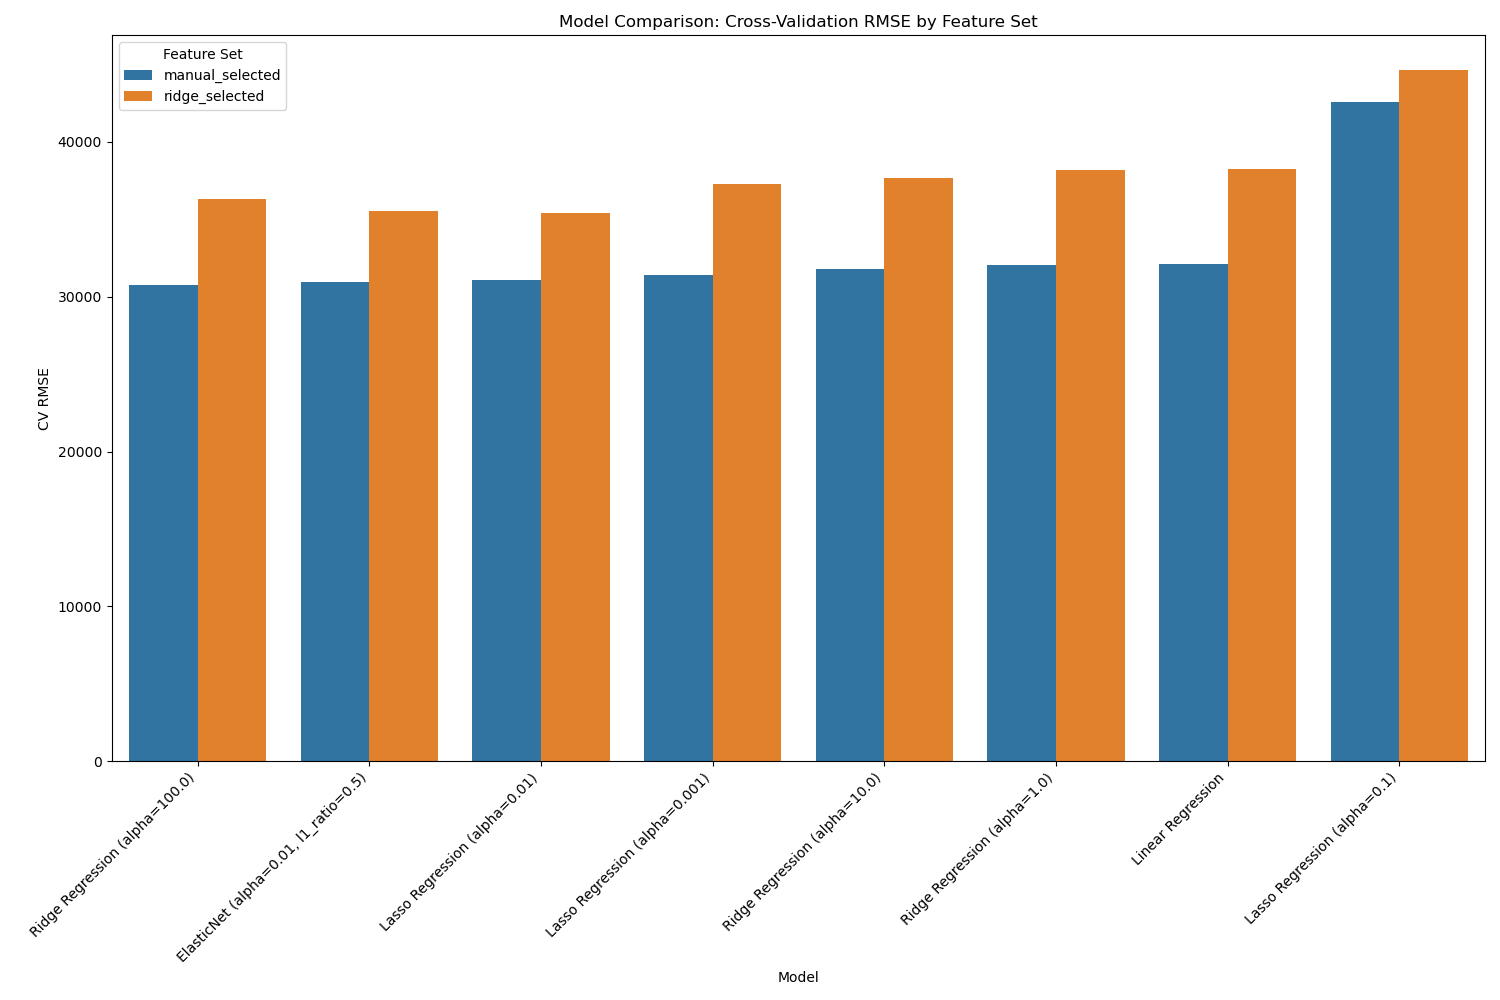 Model Comparison: Cross-Validation RMSE by Feature Set
Feature Set
manual_selected
ridge_selected
CV RMSE
40000
30000
20000
10000
0
Ridge Regression (alpha=100.0)
ElasticNet (alpha=0.01, l1_ratio=0.5)
Lasso Regression (alpha=0.01)
Lasso Regression (alpha=0.001)
Ridge Regression (alpha=10.0)
Ridge Regression (alpha=1.0)
Linear Regression
Lasso Regression (alpha=0.1)
Model